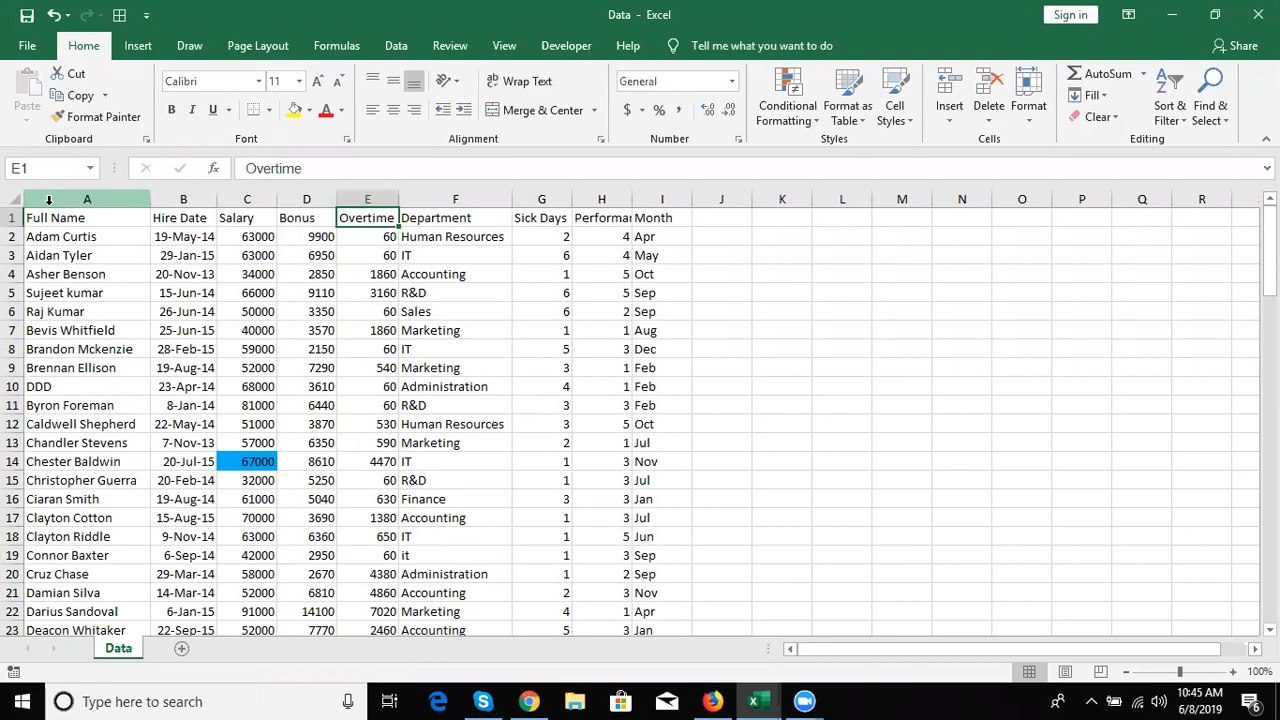 Data - Excel
Sign in
File Home Insert Draw Page Layout Formulas Data Review View Developer Help Tell me what you want to do Share
Paste
Cut
Copy
Format Painter
Clipboard
Calibri 11
B I U
A
Font
Wrap Text
Merge & Center
Alignment
General
$ % ,
Number
Conditional Formatting
Format as Table
Cell Styles
Styles
Insert Delete Format
Cells
AutoSum
Fill
Clear
Sort & Filter
Find & Select
Editing
E1 fx Overtime
A B C D E F G H I J K L M N O P Q R
1 Full Name Hire Date Salary Bonus Overtime Department Sick Days Performan Month
2 Adam Curtis 19-May-14 63000 9900 60 Human Resources 2 4 Apr
3 Aidan Tyler 29-Jan-15 63000 6950 60 IT 6 4 May
4 Asher Benson 20-Nov-13 34000 2850 1860 Accounting 1 5 Oct
5 Sujeet kumar 15-Jun-14 66000 9110 3160 R&D 6 5 Sep
6 Raj Kumar 26-Jun-14 50000 3350 60 Sales 6 2 Sep
7 Bevis Whitfield 25-Jun-15 40000 3570 1860 Marketing 1 1 Aug
8 Brandon Mckenzie 28-Feb-15 59000 2150 60 IT 5 3 Dec
9 Brennan Ellison 19-Aug-14 52000 7290 540 Marketing 3 1 Feb
10 DDD 23-Apr-14 68000 3610 60 Administration 4 1 Feb
11 Byron Foreman 8-Jan-14 81000 6440 60 R&D 3 3 Feb
12 Caldwell Shepherd 22-May-14 51000 3870 530 Human Resources 3 5 Oct
13 Chandler Stevens 7-Nov-13 57000 6350 590 Marketing 2 1 Jul
14 Chester Baldwin 20-Jul-15 67000 8610 4470 IT 1 3 Nov
15 Christopher Guerra 20-Feb-14 32000 5250 60 R&D 1 3 Jul
16 Ciaran Smith 19-Aug-14 61000 5040 630 Finance 3 3 Jan
17 Clayton Cotton 15-Aug-15 70000 3690 1380 Accounting 1 3 Jul
18 Clayton Riddle 9-Nov-14 63000 6360 650 IT 1 5 Jun
19 Connor Baxter 6-Sep-14 42000 2950 60 it 1 3 Sep
20 Cruz Chase 29-Mar-14 58000 2670 4380 Administration 1 2 Sep
21 Damian Silva 14-Mar-14 52000 6810 4860 Accounting 2 3 Nov
22 Darius Sandoval 6-Jan-15 91000 14100 7020 Marketing 4 1 Apr
23 Deacon Whitaker 22-Sep-15 52000 7770 2460 Accounting 5 3 Jan
Data
100%
Type here to search
10:45 AM
6/8/2019
6